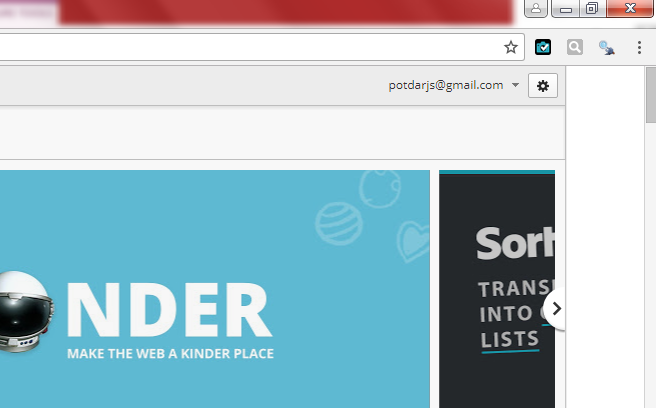 potdarjs@gmail.com
NDER
MAKE THE WEB A KINDER PLACE
Sort
TRANS
INTO
LISTS